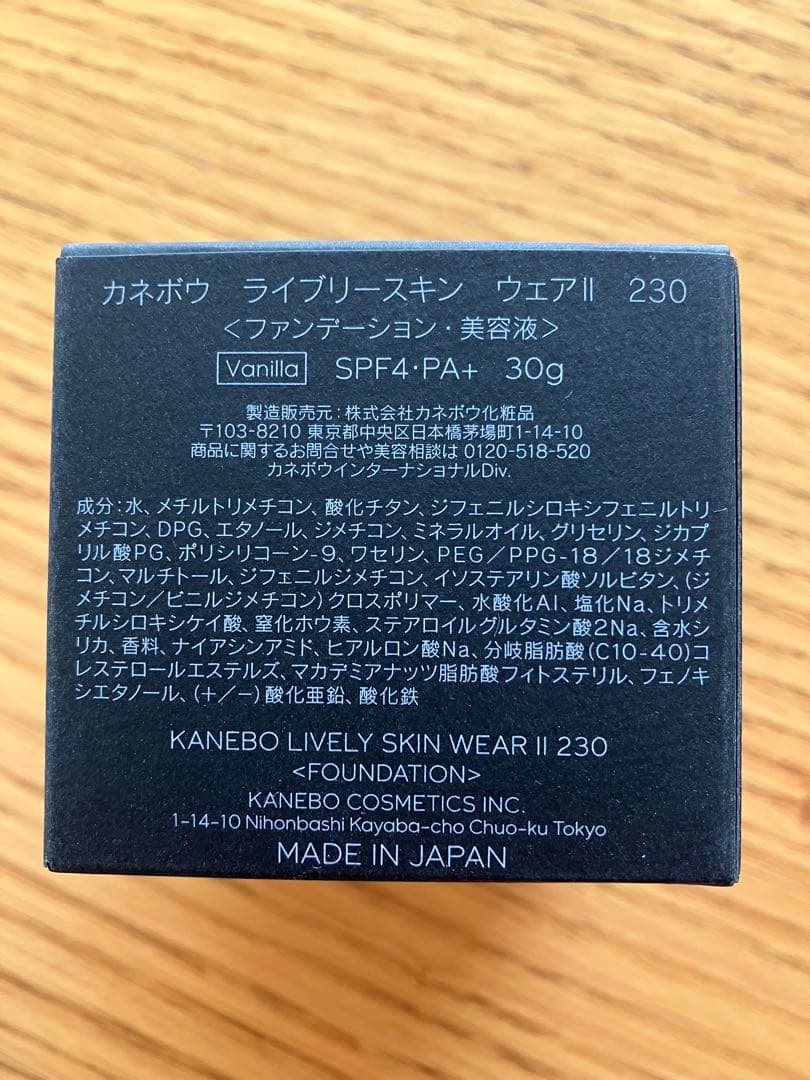 カネボウ ライブリースキン ウェアII 230
<ファンデーション・美容液>
Vanilla SPF4・PA+ 30g
製造販売元:株式会社カネボウ化粧品
〒103-8210 東京都中央区日本橋茅場町1-14-10
商品に関するお問合せや美容相談は 0120-518-520
カネボウインターナショナルDiv.
成分:水、メチルトリメチコン、酸化チタン、ジフェニルシロキシフェニルトリ
メチコン、DPG、エタノール、ジメチコン、ミネラルオイル、グリセリン、ジカプ
リル酸PG、ポリシリコーン-9、ワセリン、PEG/PPG-18/18ジメチ
コン、マルチトール、ジフェニルジメチコン、イソステアリン酸ソルビタン、(ジ
メチコン/ビニルジメチコン)クロスポリマー、水酸化Al、塩化Na、トリメ
チルシロキシケイ酸、窒化ホウ素、ステアロイルグルタミン酸2Na、含水シ
リカ、香料、ナイアシンアミド、ヒアルロン酸Na、分岐脂肪酸(C10-40)コ
レステロールエステルズ、マカデミアナッツ脂肪酸フィトステリル、フェノキ
シエタノール、(+/-)酸化亜鉛、酸化鉄
KANEBO LIVELY SKIN WEAR II 230
<FOUNDATION>
KANEBO COSMETICS INC.
1-14-10 Nihonbashi Kayaba-cho Chuo-ku Tokyo
MADE IN JAPAN